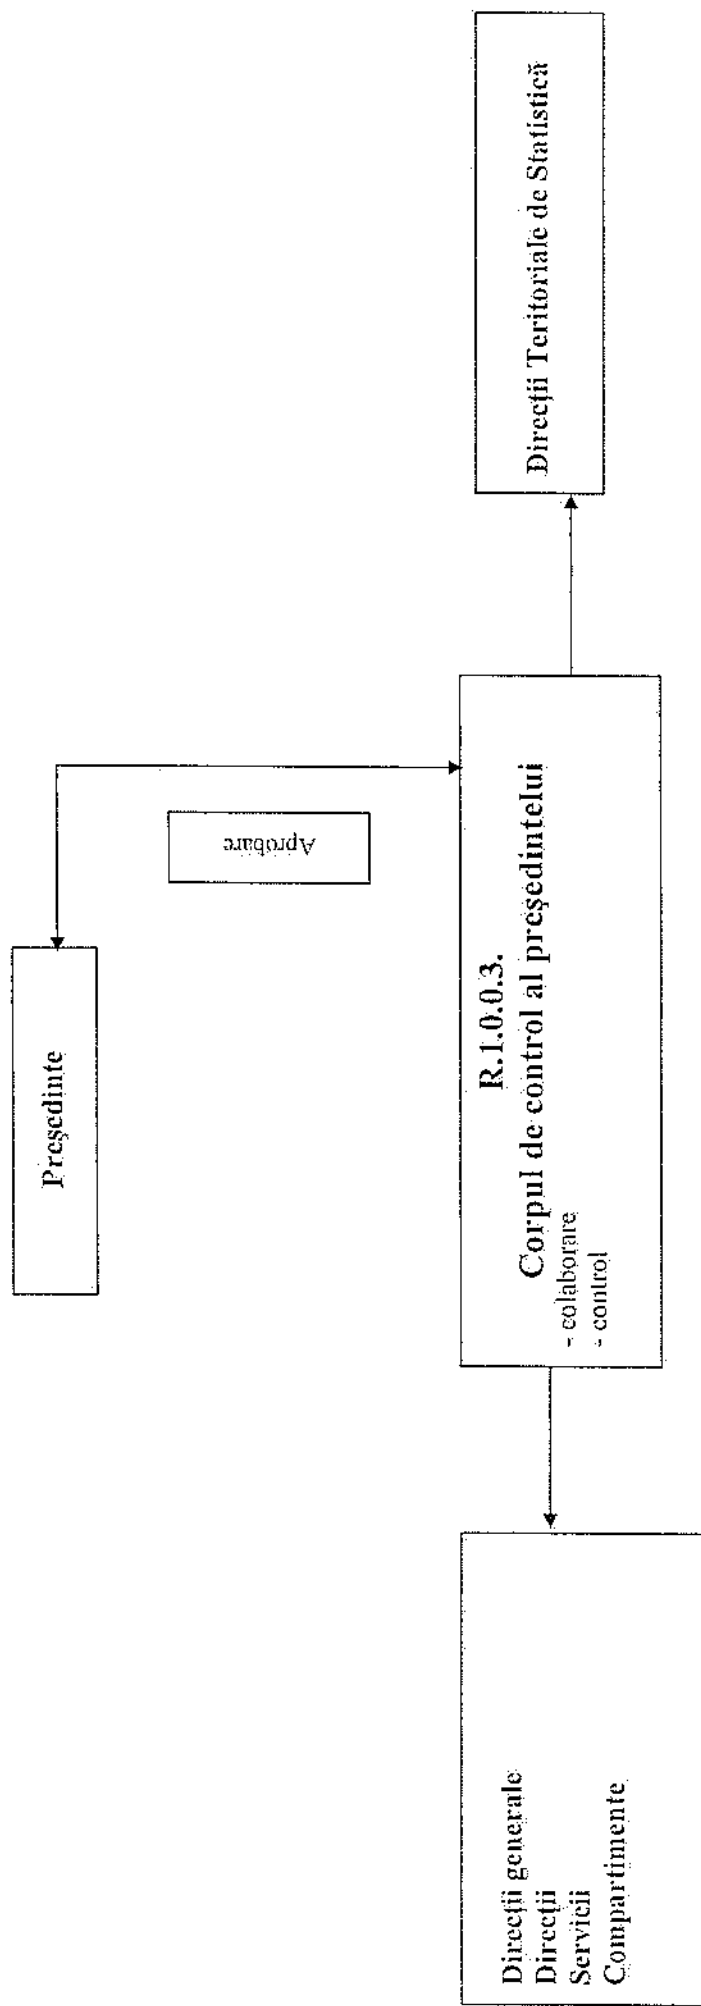 Președinte
Aprobare
R.1.0.0.3.
Corpul de control al președintelui
- colaborare
- control
Direcții generale
Direcții
Servicii
Compartimente
Direcții Teritoriale de Statistică